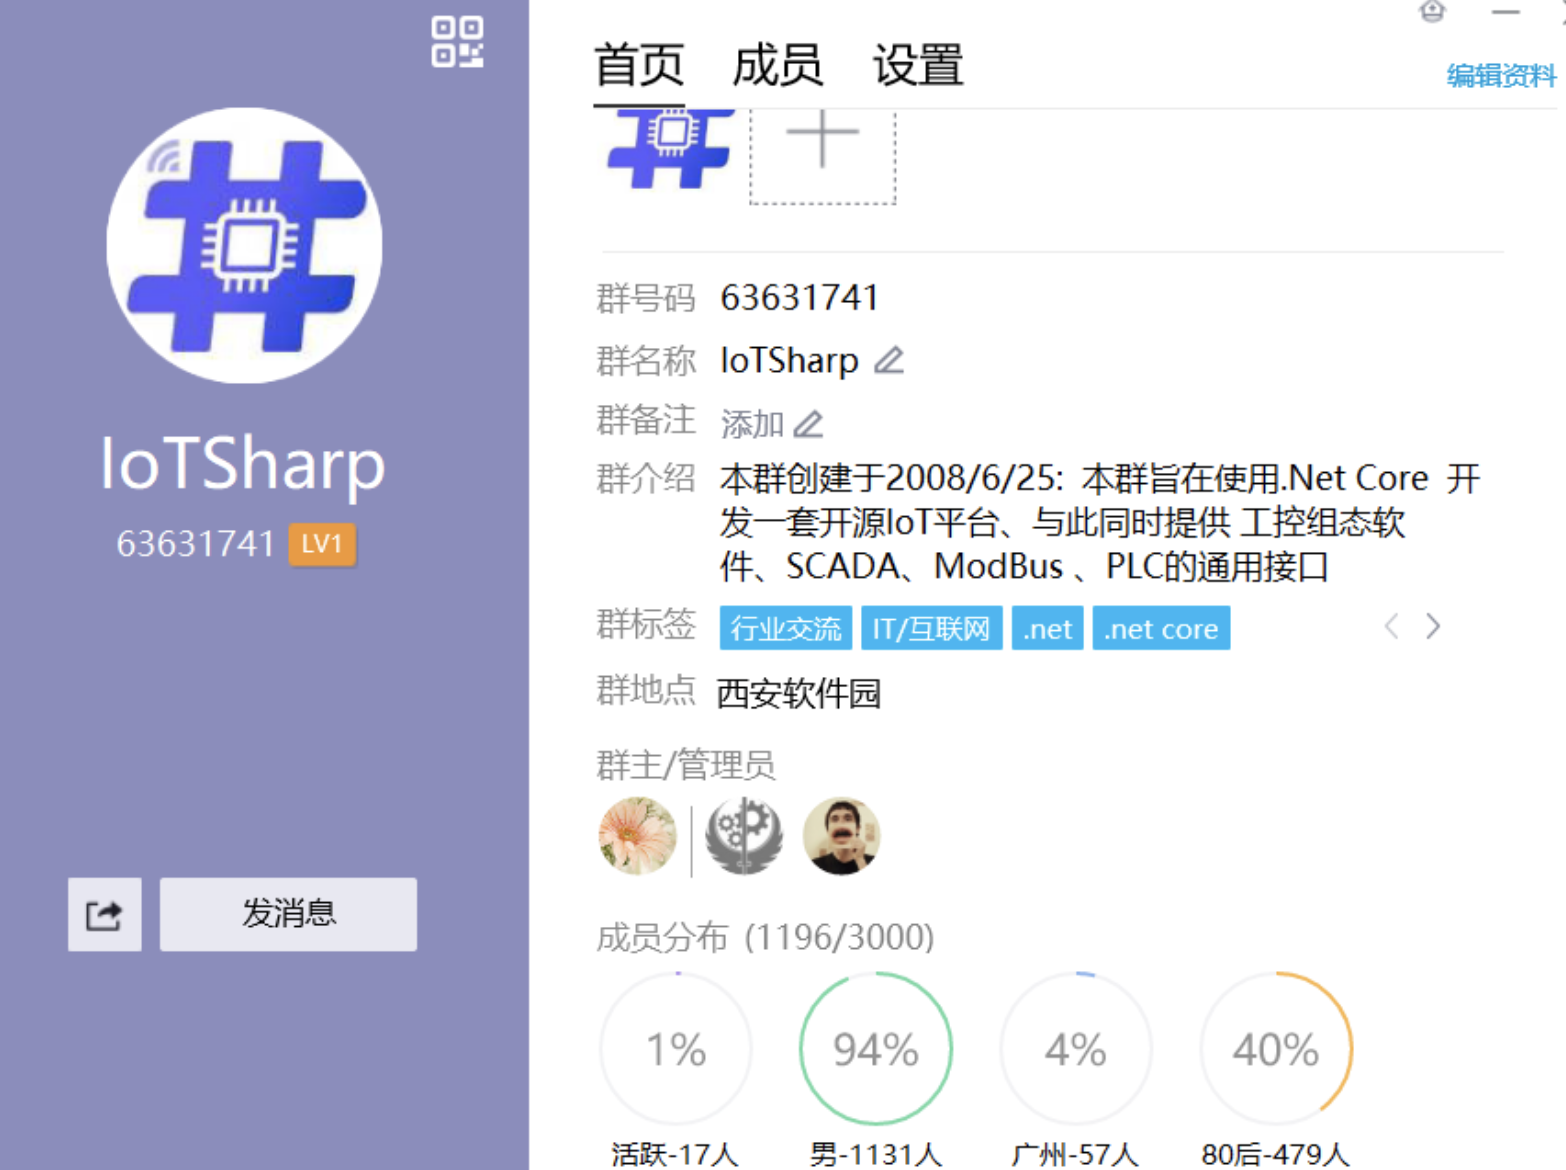 首页 成员 设置
编辑资料
IoTSharp
63631741 LV1
发消息
群号码 63631741
群名称 IoTSharp
群备注 添加
群介绍 本群创建于2008/6/25: 本群旨在使用.Net Core 开
发一套开源IoT平台、与此同时提供 工控组态软
件、SCADA、ModBus 、PLC的通用接口
群标签 行业交流 IT/互联网 .net .net core
群地点 西安软件园
群主/管理员
成员分布 (1196/3000)
1% 94% 4% 40%
活跃-17人 男-1131人 广州-57人 80后-479人